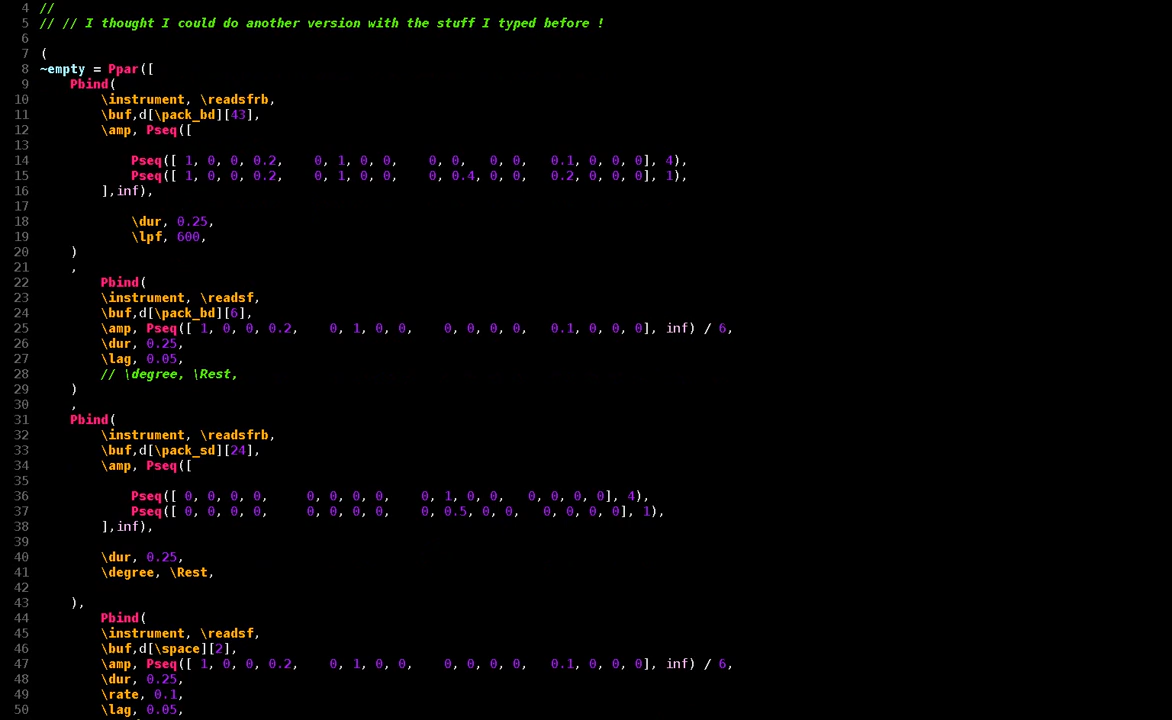 4 //
5 // // I thought I could do another version with the stuff I typed before !
6
7 (
8 ~empty = Ppar([
9 Pbind(
10 \instrument, \readsfrb,
11 \buf,d[\pack_bd][43],
12 \amp, Pseq([
13
14 Pseq([ 1, 0, 0, 0.2, 0, 1, 0, 0, 0, 0, 0, 0, 0.1, 0, 0, 0], 4),
15 Pseq([ 1, 0, 0, 0.2, 0, 1, 0, 0, 0, 0.4, 0, 0, 0.2, 0, 0, 0], 1),
16 ],inf),
17
18 \dur, 0.25,
19 \lpf, 600,
20 )
21 ,
22 Pbind(
23 \instrument, \readsf,
24 \buf,d[\pack_bd][6],
25 \amp, Pseq([ 1, 0, 0, 0.2, 0, 1, 0, 0, 0, 0, 0, 0, 0.1, 0, 0, 0], inf) / 6,
26 \dur, 0.25,
27 \lag, 0.05,
28 // \degree, \Rest,
29 )
30 ,
31 Pbind(
32 \instrument, \readsfrb,
33 \buf,d[\pack_sd][24],
34 \amp, Pseq([
35
36 Pseq([ 0, 0, 0, 0, 0, 0, 0, 0, 0, 1, 0, 0, 0, 0, 0, 0], 4),
37 Pseq([ 0, 0, 0, 0, 0, 0, 0, 0, 0, 0.5, 0, 0, 0, 0, 0, 0], 1),
38 ],inf),
39
40 \dur, 0.25,
41 \degree, \Rest,
42
43 ),
44 Pbind(
45 \instrument, \readsf,
46 \buf,d[\space][2],
47 \amp, Pseq([ 1, 0, 0, 0.2, 0, 1, 0, 0, 0, 0, 0, 0, 0.1, 0, 0, 0], inf) / 6,
48 \dur, 0.25,
49 \rate, 0.1,
50 \lag, 0.05,